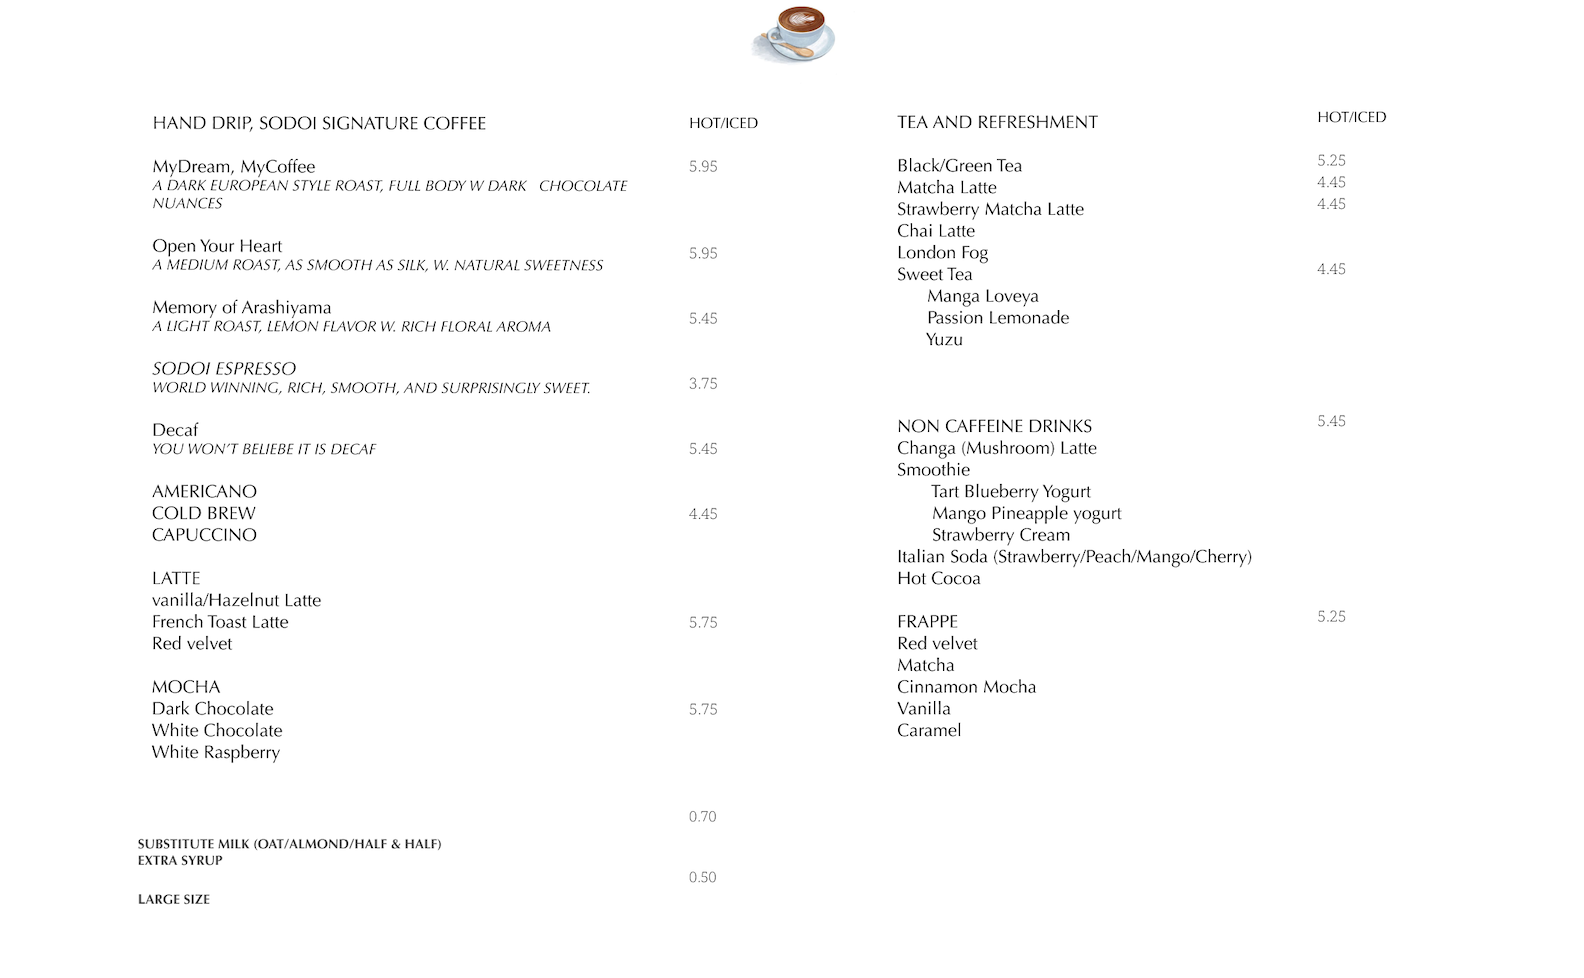 HAND DRIP, SODOI SIGNATURE COFFEE
HOT/ICED
MyDream, MyCoffee
5.95
A DARK EUROPEAN STYLE ROAST, FULL BODY W DARK CHOCOLATE
NUANCES
Open Your Heart
5.95
A MEDIUM ROAST, AS SMOOTH AS SILK, W. NATURAL SWEETNESS
Memory of Arashiyama
5.45
A LIGHT ROAST, LEMON FLAVOR W. RICH FLORAL AROMA
SODOI ESPRESSO
3.75
WORLD WINNING, RICH, SMOOTH, AND SURPRISINGLY SWEET.
Decaf
5.45
YOU WON'T BELIEBE IT IS DECAF
AMERICANO
COLD BREW
4.45
CAPUCCINO
LATTE
vanilla/Hazelnut Latte
French Toast Latte
5.75
Red velvet
MOCHA
Dark Chocolate
5.75
White Chocolate
White Raspberry
0.70
SUBSTITUTE MILK (OAT/ALMOND/HALF & HALF)
EXTRA SYRUP
0.50
LARGE SIZE
TEA AND REFRESHMENT
HOT/ICED
Black/Green Tea
5.25
Matcha Latte
4.45
Strawberry Matcha Latte
4.45
Chai Latte
London Fog
Sweet Tea
4.45
Manga Loveya
Passion Lemonade
Yuzu
NON CAFFEINE DRINKS
5.45
Changa (Mushroom) Latte
Smoothie
Tart Blueberry Yogurt
Mango Pineapple yogurt
Strawberry Cream
Italian Soda (Strawberry/Peach/Mango/Cherry)
Hot Cocoa
FRAPPE
5.25
Red velvet
Matcha
Cinnamon Mocha
Vanilla
Caramel